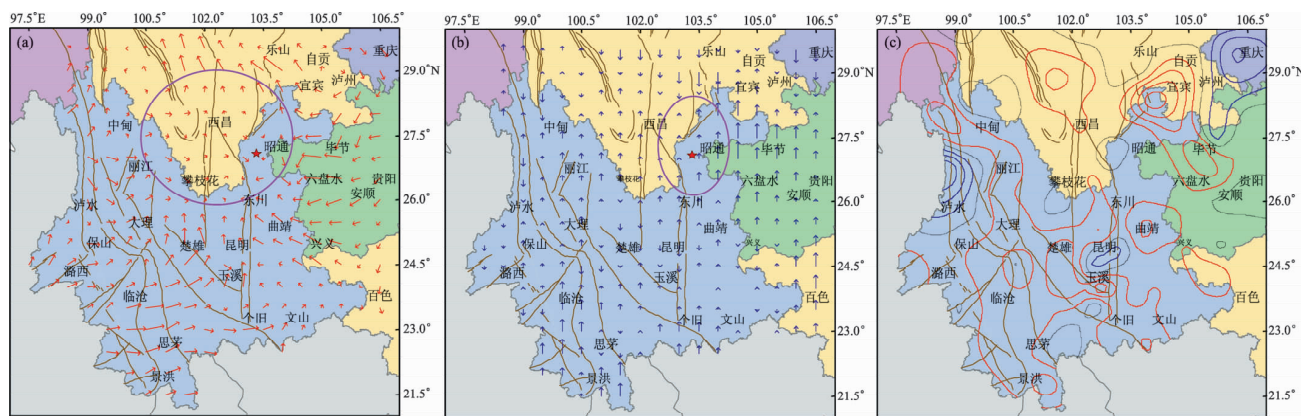 97.5°E 99.0° 100.5° 102.0° 103.5° 105.0° 106.5°
(a)
乐山
自贡
重庆
泸州
宜宾
29.0°N
中甸
西昌
昭通
毕节
27.5°
丽江
攀枝花
六盘水
贵阳
安顺
26.0°
泸水
东川
大理
曲靖
保山
楚雄
昆明
兴义
潞西
玉溪
24.5°
临沧
百色
个旧
文山
23.0°
思茅
景洪
21.5°
97.5°E 99.0° 100.5° 102.0° 103.5° 105.0° 106.5°
(b)
乐山
自贡
重庆
泸州
宜宾
29.0°N
中甸
西昌
昭通
毕节
27.5°
丽江
攀枝花
六盘水
贵阳
安顺
26.0°
泸水
东川
大理
曲靖
保山
楚雄
昆明
兴义
潞西
玉溪
24.5°
临沧
百色
个旧
文山
23.0°
思茅
景洪
21.5°
97.5°E 99.0° 100.5° 102.0° 103.5° 105.0° 106.5°
(c)
乐山
自贡
重庆
泸州
宜宾
29.0°N
中甸
西昌
昭通
毕节
27.5°
丽江
攀枝花
六盘水
贵阳
安顺
26.0°
泸水
东川
大理
曲靖
保山
楚雄
昆明
兴义
潞西
玉溪
24.5°
临沧
百色
个旧
文山
23.0°
思茅
景洪
21.5°